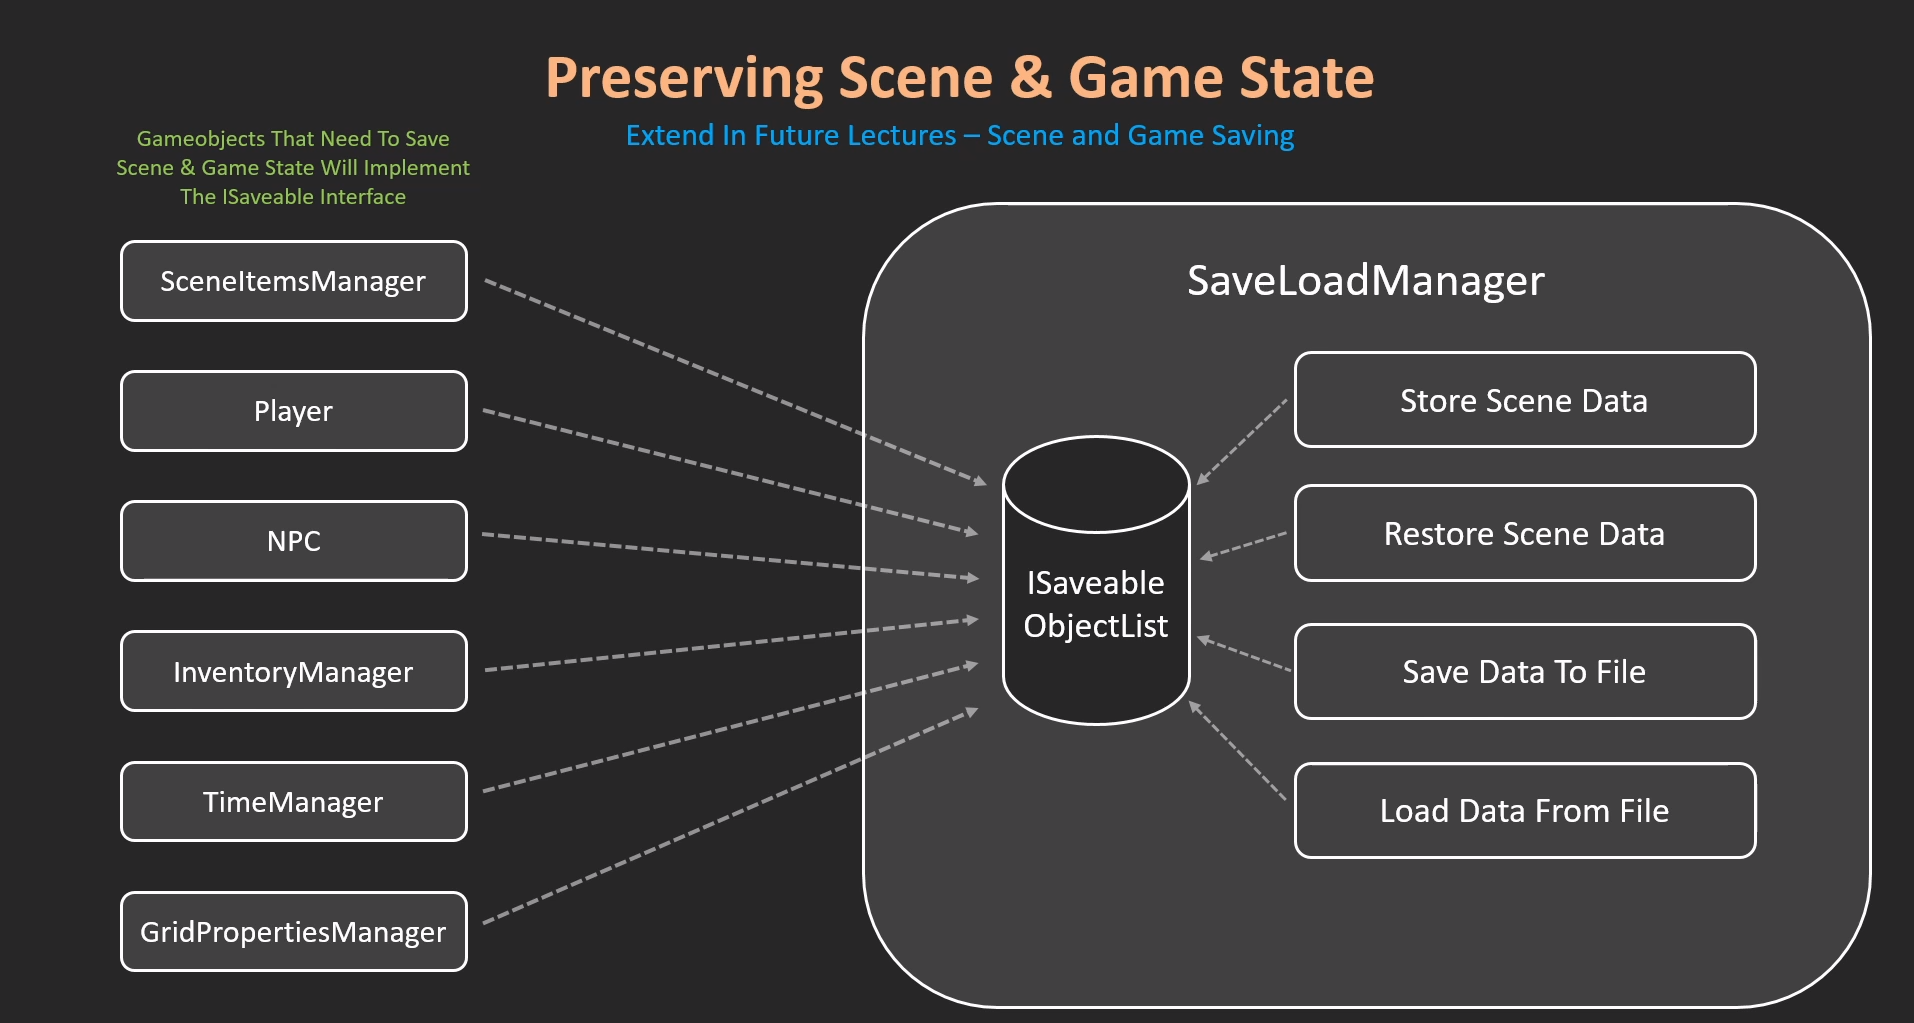 Preserving Scene & Game State
Extend In Future Lectures – Scene and Game Saving
Gameobjects That Need To Save
Scene & Game State Will Implement
The ISaveable Interface
SceneItemsManager
Player
NPC
InventoryManager
TimeManager
GridPropertiesManager
SaveLoadManager
ISaveable
ObjectList
Store Scene Data
Restore Scene Data
Save Data To File
Load Data From File